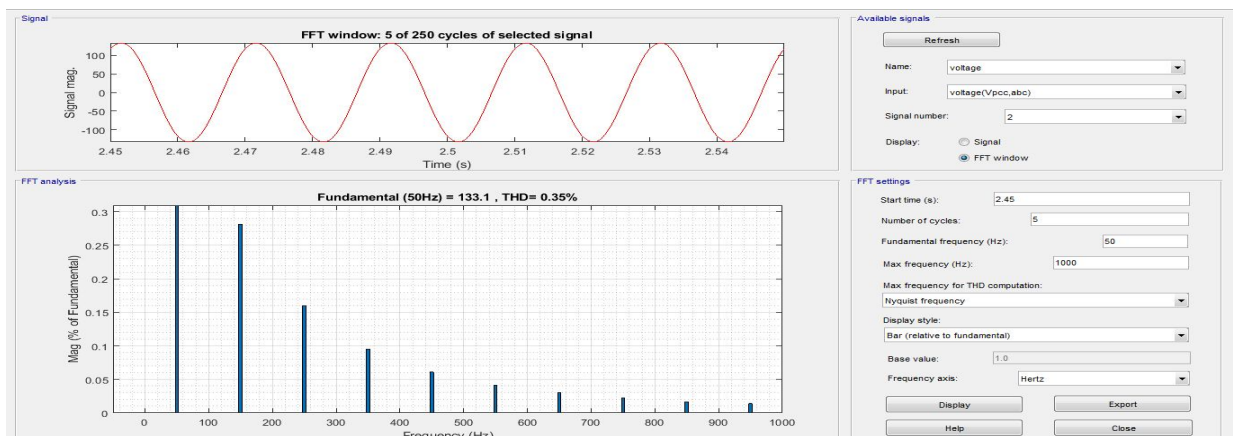 Signal
FFT window: 5 of 250 cycles of selected signal
100
50
0
-50
-100
Signal mag.
2.45 2.46 2.47 2.48 2.49 2.5 2.51 2.52 2.53 2.54
Time (s)
FFT analysis
Fundamental (50Hz) = 133.1 , THD= 0.35%
0.3
0.25
0.2
0.15
0.1
0.05
0
Mag (% of Fundamental)
0 100 200 300 400 500 600 700 800 900 1000
Frequency (Hz)
Available signals
Refresh
Name: voltage
Input: voltage(Vpcc,abc)
Signal number: 2
Display: Signal
FFT window
FFT settings
Start time (s): 2.45
Number of cycles: 5
Fundamental frequency (Hz): 50
Max frequency (Hz): 1000
Max frequency for THD computation:
Nyquist frequency
Display style:
Bar (relative to fundamental)
Base value: 1.0
Frequency axis: Hertz
Display Export
Help Close